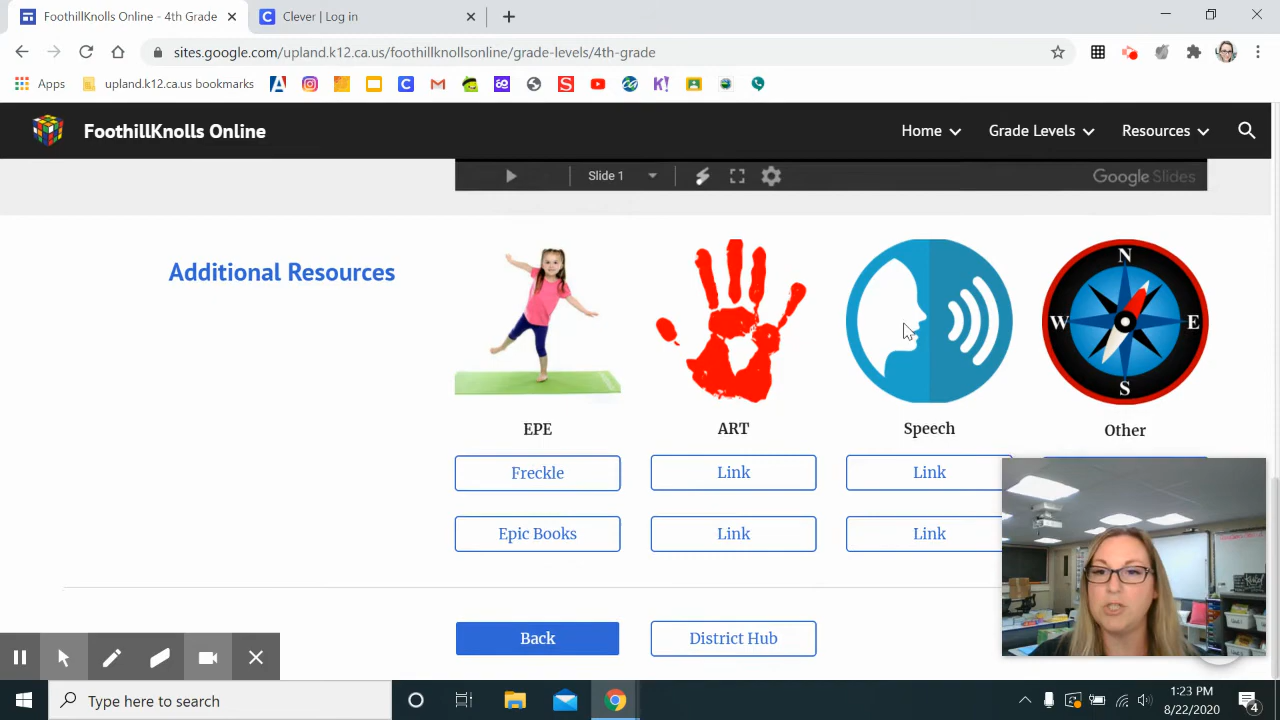 FoothillKnolls Online - 4th Grade
Clever | Log in
sites.google.com/upland.k12.ca.us/foothillknollsonline/grade-levels/4th-grade
Apps
upland.k12.ca.us bookmarks
FoothillKnolls Online
Home
Grade Levels
Resources
Slide 1
Google Slides
Additional Resources
N
W
E
S
EPE
ART
Speech
Other
Freckle
Link
Link
Epic Books
Link
Link
Back
District Hub
Type here to search
1:23 PM
8/22/2020
4